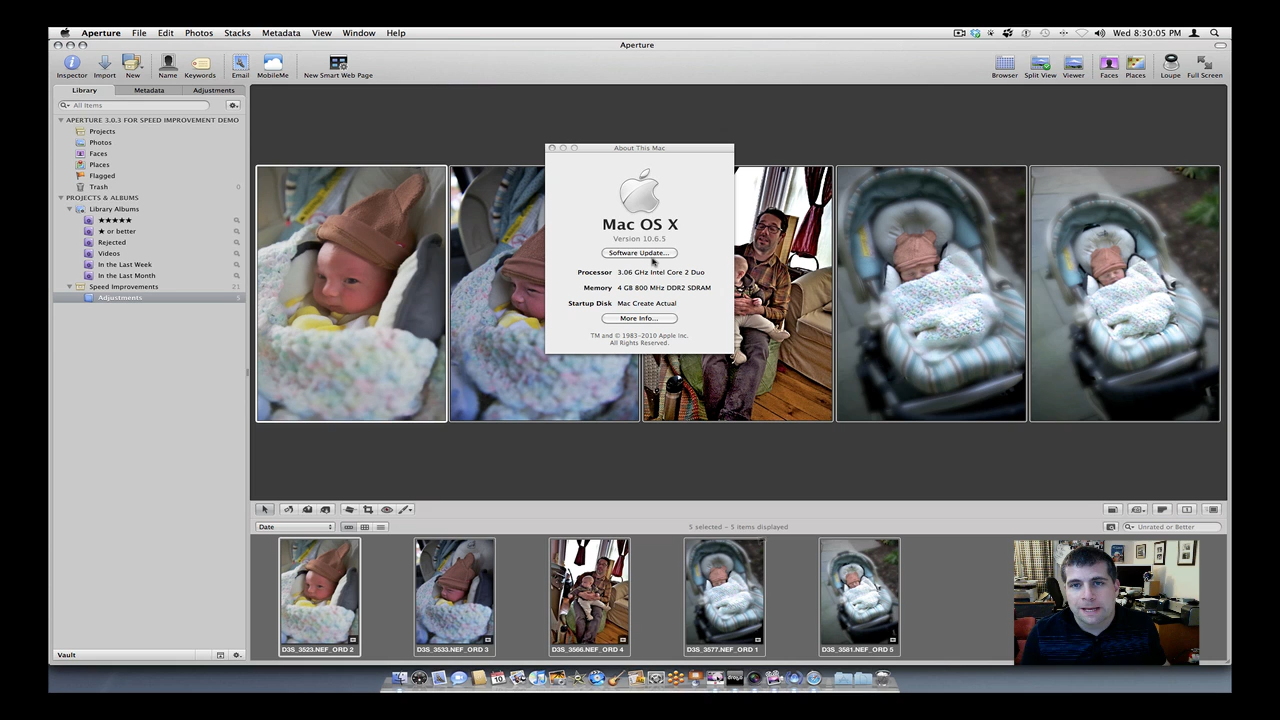 Aperture File Edit Photos Stacks Metadata View Window Help
Wed 8:30:05 PM
Aperture
Inspector Import New Name Keywords Email MobileMe New Smart Web Page
Browser Split View Viewer Faces Places Loupe Full Screen
Library Metadata Adjustments
All Items
APERTURE 3.0.3 FOR SPEED IMPROVEMENT DEMO
Projects
Photos
Faces
Places
Flagged
Trash 0
PROJECTS & ALBUMS
Library Albums
★★★★★
★ or better
Rejected
Videos
In the Last Week
In the Last Month
Speed Improvements 21
Adjustments 5
About This Mac
Mac OS X
Version 10.6.5
Software Update...
Processor 3.06 GHz Intel Core 2 Duo
Memory 4 GB 800 MHz DDR2 SDRAM
Startup Disk Mac Create Actual
More Info...
TM and © 1983-2010 Apple Inc.
All Rights Reserved.
Date
5 selected - 5 items displayed
Unrated or Better
D3S_3523.NEF_ORD 2
D3S_3533.NEF_ORD 3
D3S_3566.NEF_ORD 4
D3S_3577.NEF_ORD 1
D3S_3581.NEF_ORD 5
Vault